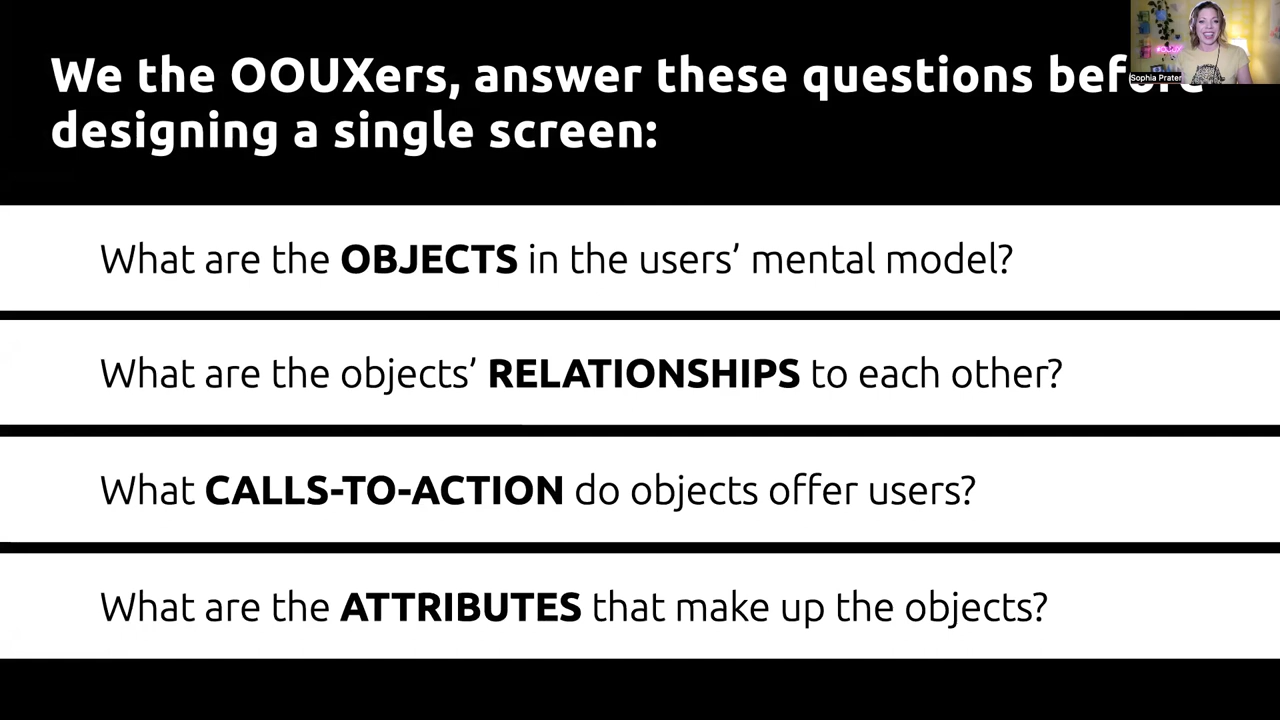 We the OOUXers, answer these questions before
designing a single screen:
Sophia Prater
What are the OBJECTS in the users’ mental model?
What are the objects’ RELATIONSHIPS to each other?
What CALLS-TO-ACTION do objects offer users?
What are the ATTRIBUTES that make up the objects?